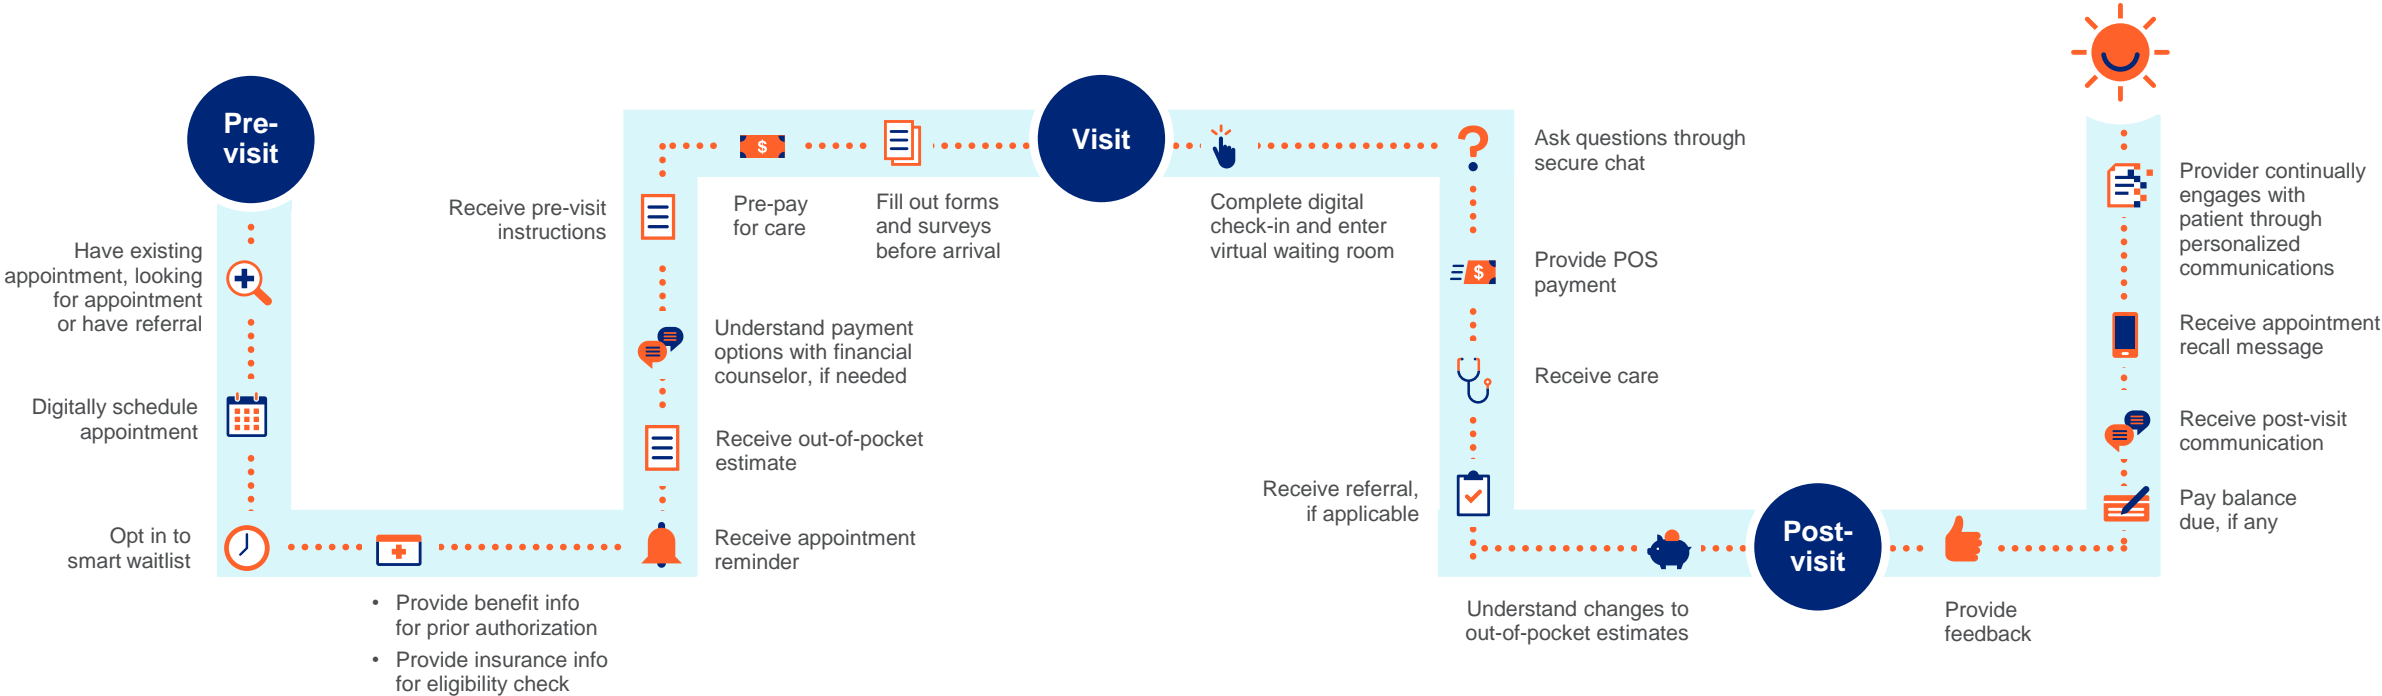 Pre-
visit
Have existing
appointment, looking
for appointment
or have referral
Digitally schedule
appointment
Opt in to
smart waitlist
• Provide benefit info
for prior authorization
• Provide insurance info
for eligibility check
Receive appointment
reminder
Receive out-of-pocket
estimate
Understand payment
options with financial
counselor, if needed
Receive pre-visit
instructions
$
Pre-pay
for care
Fill out forms
and surveys
before arrival
Visit
Complete digital
check-in and enter
virtual waiting room
?
Ask questions through
secure chat
$
Provide POS
payment
Receive care
Receive referral,
if applicable
Understand changes to
out-of-pocket estimates
Post-
visit
Provide
feedback
Pay balance
due, if any
Receive post-visit
communication
Receive appointment
recall message
Provider continually
engages with
patient through
personalized
communications